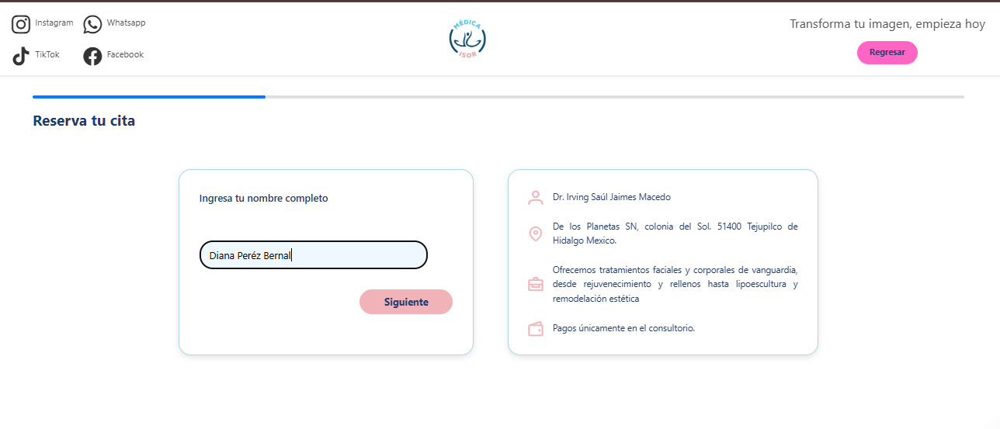 Instagram
Whatsapp
TikTok
Facebook
MÉDICA
ISOR
Transforma tu imagen, empieza hoy
Regresar
Reserva tu cita
Ingresa tu nombre completo
Diana Peréz Bernal
Siguiente
Dr. Irving Saúl Jaimes Macedo
De los Planetas SN, colonia del Sol. 51400 Tejupilco de
Hidalgo Mexico.
Ofrecemos tratamientos faciales y corporales de vanguardia,
desde rejuvenecimiento y rellenos hasta lipoescultura y
remodelación estética
Pagos únicamente en el consultorio.